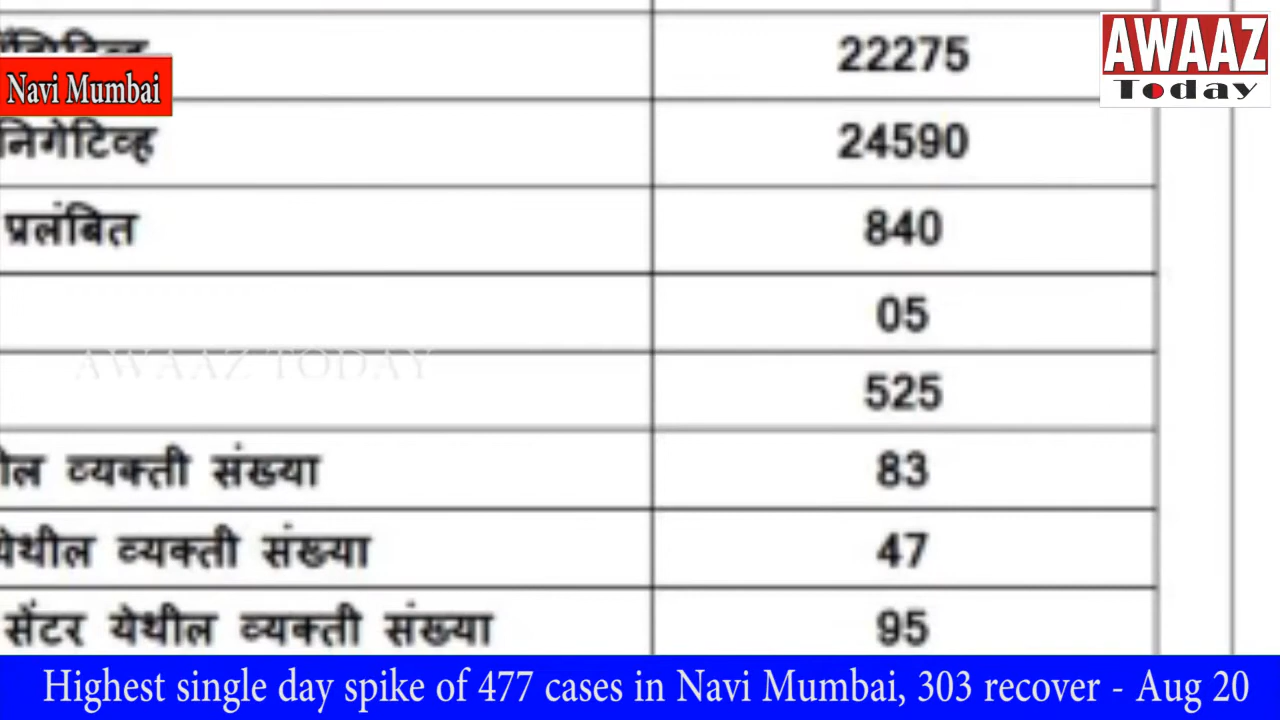 AWAAZ
Today
22275
Navi Mumbai
निगेटिव्ह 24590
प्रलंबित 840
05
AWAAZ TODAY
525
व्यक्ती संख्या 83
येथील व्यक्ती संख्या 47
सेंटर येथील व्यक्ती संख्या 95
Highest single day spike of 477 cases in Navi Mumbai, 303 recover - Aug 20